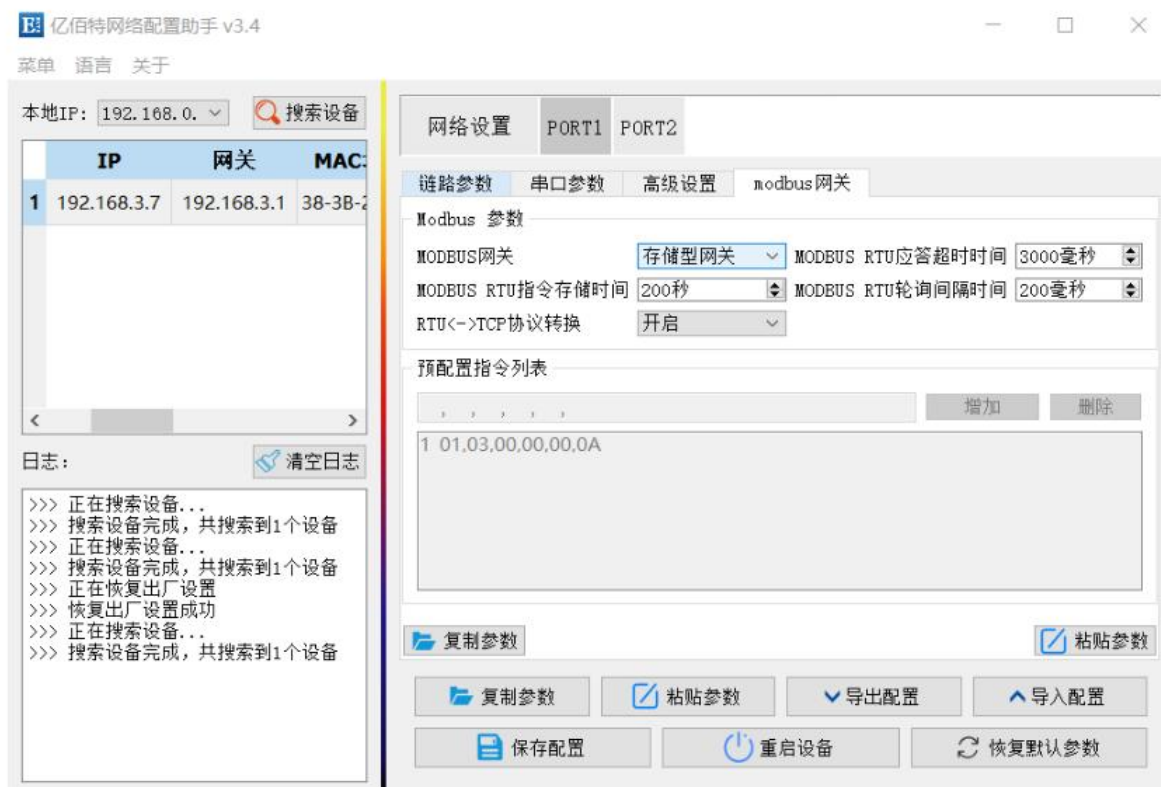 亿佰特网络配置助手 v3.4
菜单 语言 关于
本地IP: 192.168.0. 搜索设备
IP 网关 MAC
1 192.168.3.7 192.168.3.1 38-3B-2
日志: 清空日志
>>> 正在搜索设备...
>>> 搜索设备完成，共搜索到1个设备
>>> 正在搜索设备...
>>> 搜索设备完成，共搜索到1个设备
>>> 正在恢复出厂设置
>>> 恢复出厂设置成功
>>> 正在搜索设备...
>>> 搜索设备完成，共搜索到1个设备
网络设置 PORT1 PORT2
链路参数 串口参数 高级设置 modbus网关
Modbus 参数
MODBUS网关 存储型网关 MODBUS RTU应答超时时间 3000毫秒
MODBUS RTU指令存储时间 200秒 MODBUS RTU轮询间隔时间 200毫秒
RTU<->TCP协议转换 开启
预配置指令列表
, , , , , 增加 删除
1 01,03,00,00,00,0A
复制参数 粘贴参数
复制参数 粘贴参数 导出配置 导入配置
保存配置 重启设备 恢复默认参数